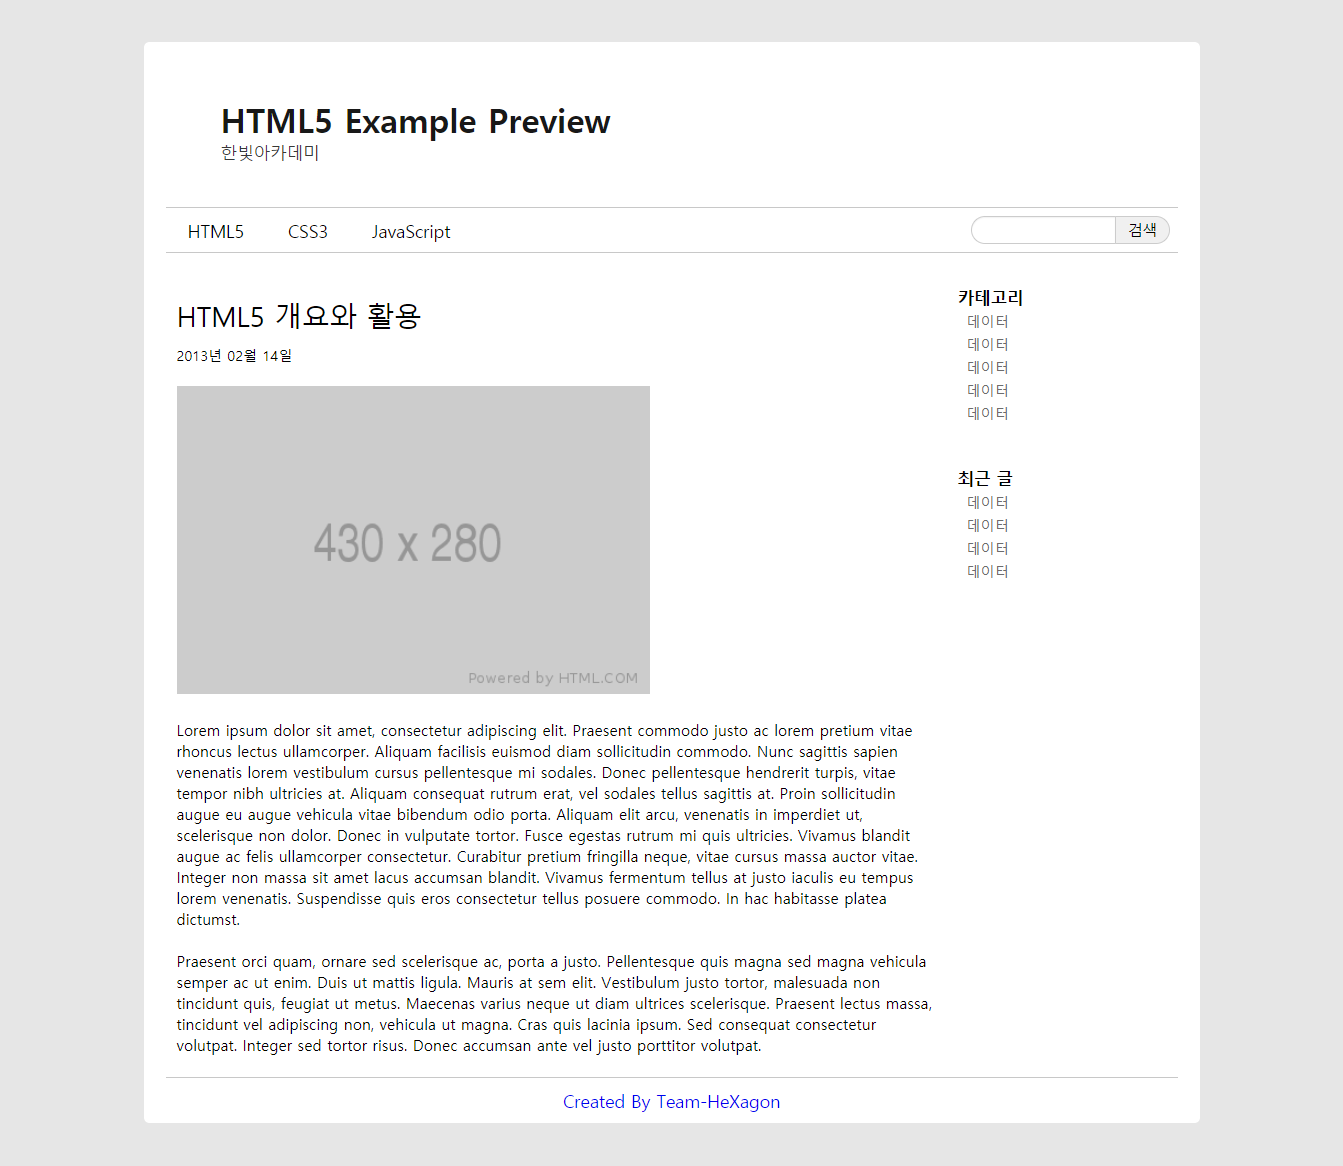 HTML5 Example Preview
한빛아카데미
HTML5 CSS3 JavaScript 검색
HTML5 개요와 활용
2013년 02월 14일
430 x 280
Powered by HTML.COM
Lorem ipsum dolor sit amet, consectetur adipiscing elit. Praesent commodo justo ac lorem pretium vitae
rhoncus lectus ullamcorper. Aliquam facilisis euismod diam sollicitudin commodo. Nunc sagittis sapien
venenatis lorem vestibulum cursus pellentesque mi sodales. Donec pellentesque hendrerit turpis, vitae
tempor nibh ultricies at. Aliquam consequat rutrum erat, vel sodales tellus sagittis at. Proin sollicitudin
augue eu augue vehicula vitae bibendum odio porta. Aliquam elit arcu, venenatis in imperdiet ut,
scelerisque non dolor. Donec in vulputate tortor. Fusce egestas rutrum mi quis ultricies. Vivamus blandit
augue ac felis ullamcorper consectetur. Curabitur pretium fringilla neque, vitae cursus massa auctor vitae.
Integer non massa sit amet lacus accumsan blandit. Vivamus fermentum tellus at justo iaculis eu tempus
lorem venenatis. Suspendisse quis eros consectetur tellus posuere commodo. In hac habitasse platea
dictumst.
Praesent orci quam, ornare sed scelerisque ac, porta a justo. Pellentesque quis magna sed magna vehicula
semper ac ut enim. Duis ut mattis ligula. Mauris at sem elit. Vestibulum justo tortor, malesuada non
tincidunt quis, feugiat ut metus. Maecenas varius neque ut diam ultrices scelerisque. Praesent lectus massa,
tincidunt vel adipiscing non, vehicula ut magna. Cras quis lacinia ipsum. Sed consequat consectetur
volutpat. Integer sed tortor risus. Donec accumsan ante vel justo porttitor volutpat.
카테고리
데이터
데이터
데이터
데이터
데이터
최근 글
데이터
데이터
데이터
데이터
Created By Team-HeXagon